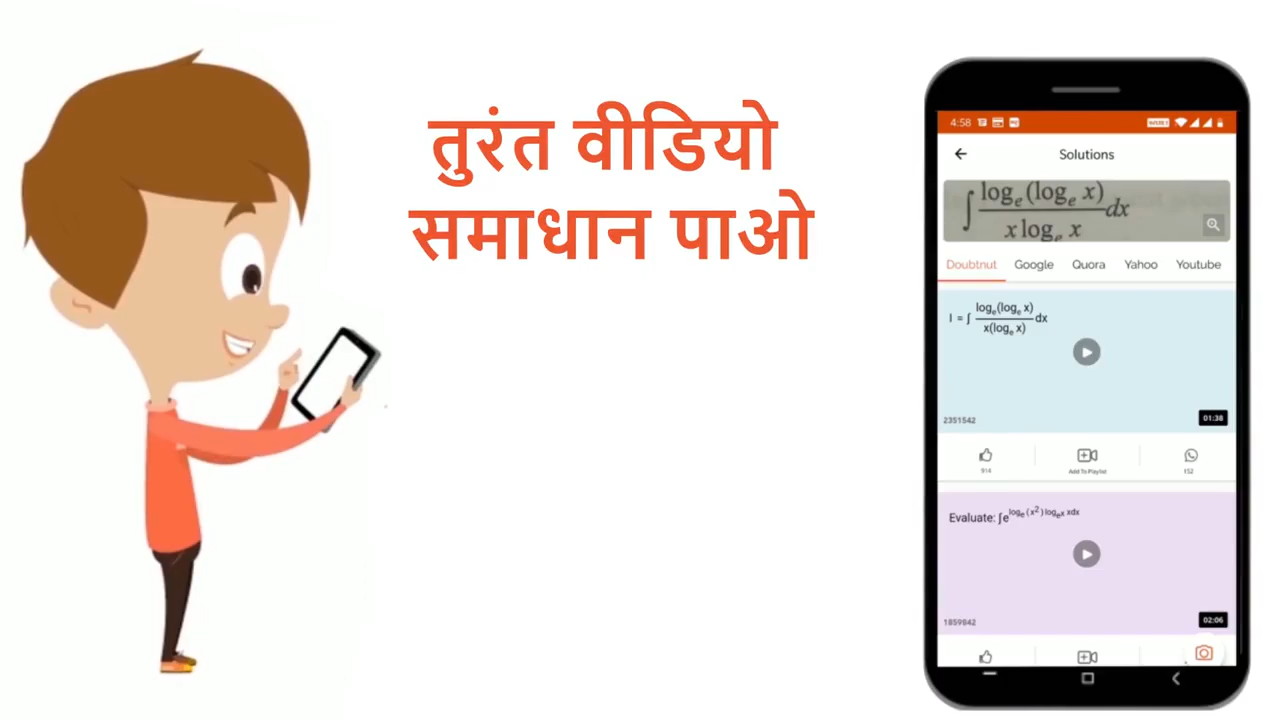 तुरंत वीडियो
समाधान पाओ
4:58
Solutions
∫ logₑ(logₑ x) / x logₑ x dx
Doubtnut Google Quora Yahoo Youtube
I = ∫ logₑ(logₑ x) / x(logₑ x) dx
2351542
01:38
914
Add To Playlist
152
Evaluate: ∫e^logₑ(x²) logₑx xdx
1859842
02:06